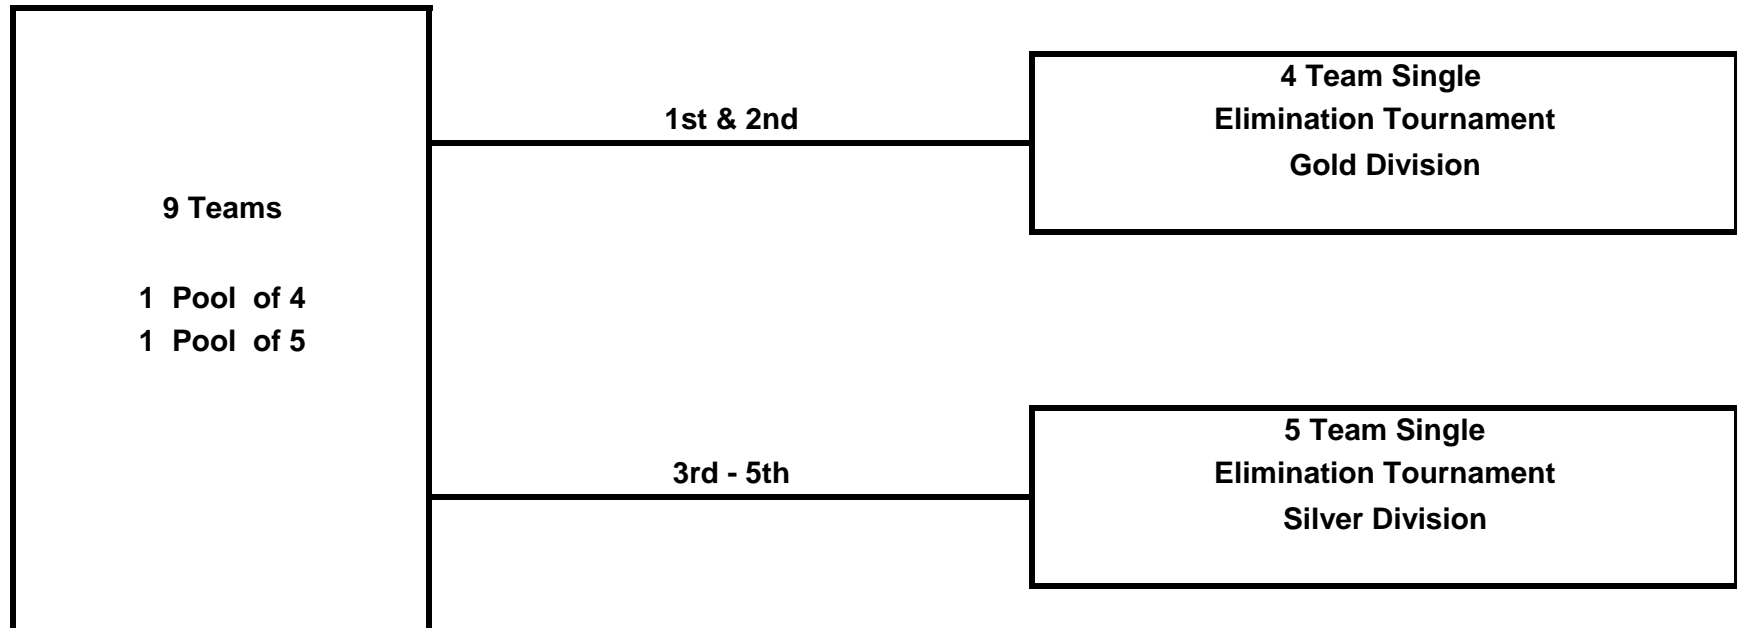 9 Teams
1 Pool of 4
1 Pool of 5
1st & 2nd
4 Team Single
Elimination Tournament
Gold Division
3rd - 5th
5 Team Single
Elimination Tournament
Silver Division